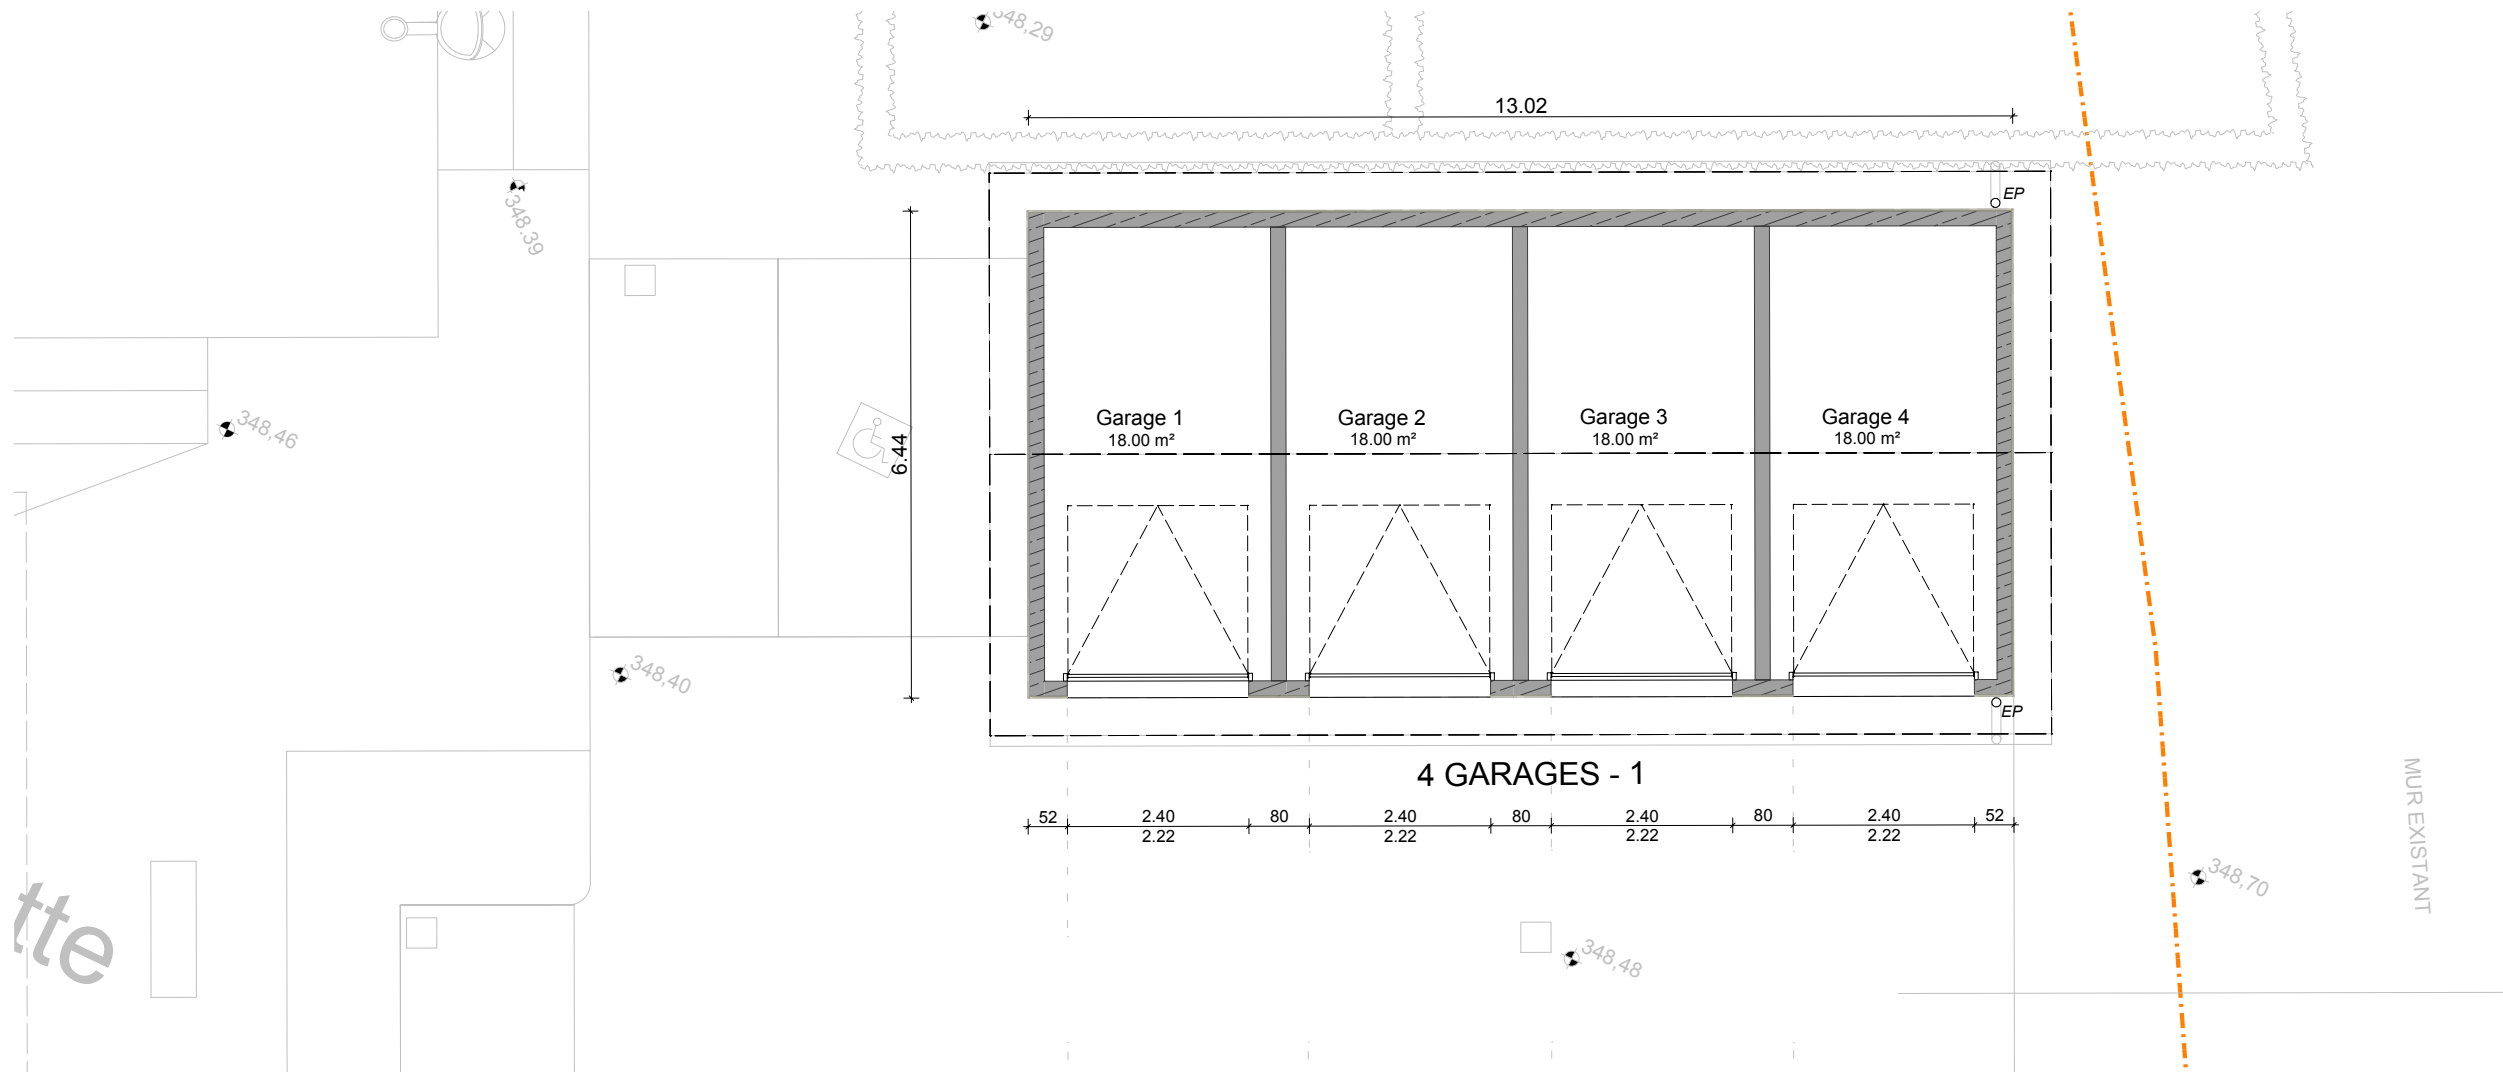 348,29
13.02
EP
348.39
Garage 1
18.00 m²
Garage 2
18.00 m²
Garage 3
18.00 m²
Garage 4
18.00 m²
348,46
6.44
348,40
EP
4 GARAGES - 1
52 2.40 80 2.40 80 2.40 80 2.40 52
2.22 2.22 2.22 2.22
MUR EXISTANT
348,70
tte
348,48